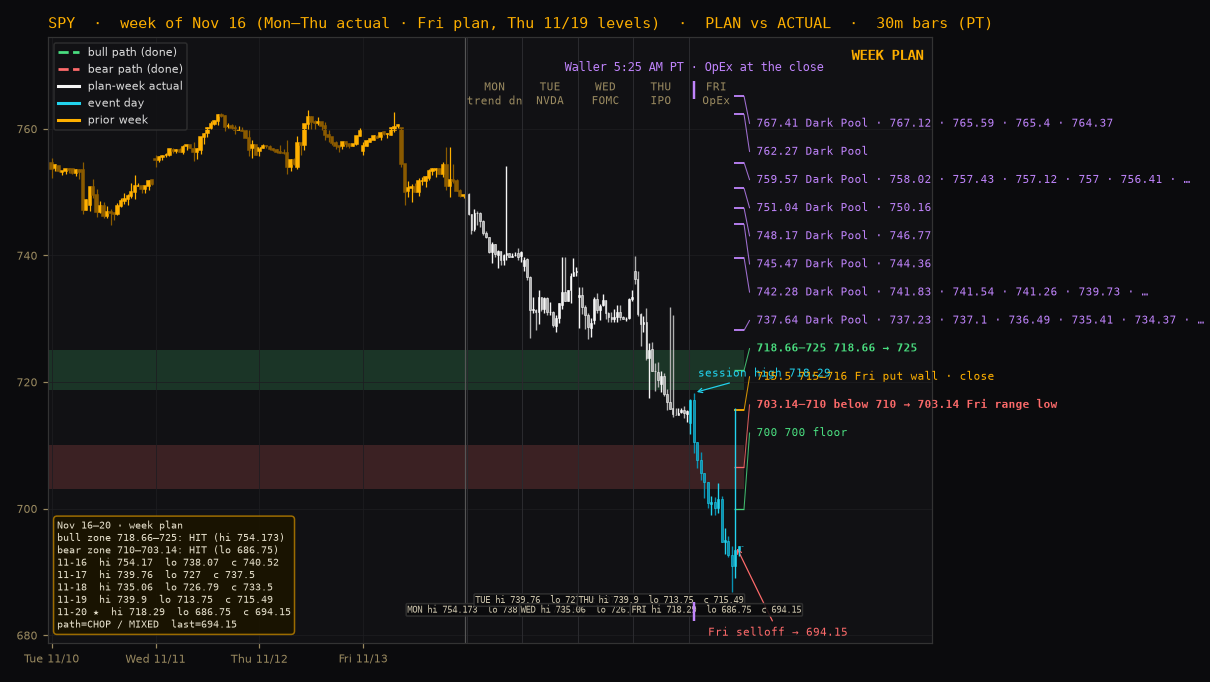 SPY · week of Nov 16 (Mon–Thu actual · Fri plan, Thu 11/19 levels) · PLAN vs ACTUAL · 30m bars (PT)
bull path (done)
bear path (done)
plan-week actual
event day
prior week
WEEK PLAN
Waller 5:25 AM PT · OpEx at the close
MON TUE WED THU FRI
trend dn NVDA FOMC IPO OpEx
760
740
720
700
680
767.41 Dark Pool · 767.12 · 765.59 · 765.4 · 764.37
762.27 Dark Pool
759.57 Dark Pool · 758.02 · 757.43 · 757.12 · 757 · 756.41 · …
751.04 Dark Pool · 750.16
748.17 Dark Pool · 746.77
745.47 Dark Pool · 744.36
742.28 Dark Pool · 741.83 · 741.54 · 741.26 · 739.73 · …
737.64 Dark Pool · 737.23 · 737.1 · 736.49 · 735.41 · 734.37 · …
718.66–725 718.66 → 725
session high 718.29
715.5 715–716 Fri put wall · close
703.14–710 below 710 → 703.14 Fri range low
700 700 floor
Nov 16–20 · week plan
bull zone 718.66–725: HIT (hi 754.173)
bear zone 710–703.14: HIT (lo 686.75)
11-16 hi 754.17 lo 738.07 c 740.52
11-17 hi 739.76 lo 727 c 737.5
11-18 hi 735.06 lo 726.79 c 733.5
11-19 hi 739.9 lo 713.75 c 715.49
11-20 ★ hi 718.29 lo 686.75 c 694.15
path=CHOP / MIXED last=694.15
TUE hi 739.76 lo 727
THU hi 739.9 lo 713.75 c 715.49
MON hi 754.173 lo 738
WED hi 735.06 lo 726.
FRI hi 718.29 lo 686.75 c 694.15
Fri selloff → 694.15
Tue 11/10 Wed 11/11 Thu 11/12 Fri 11/13